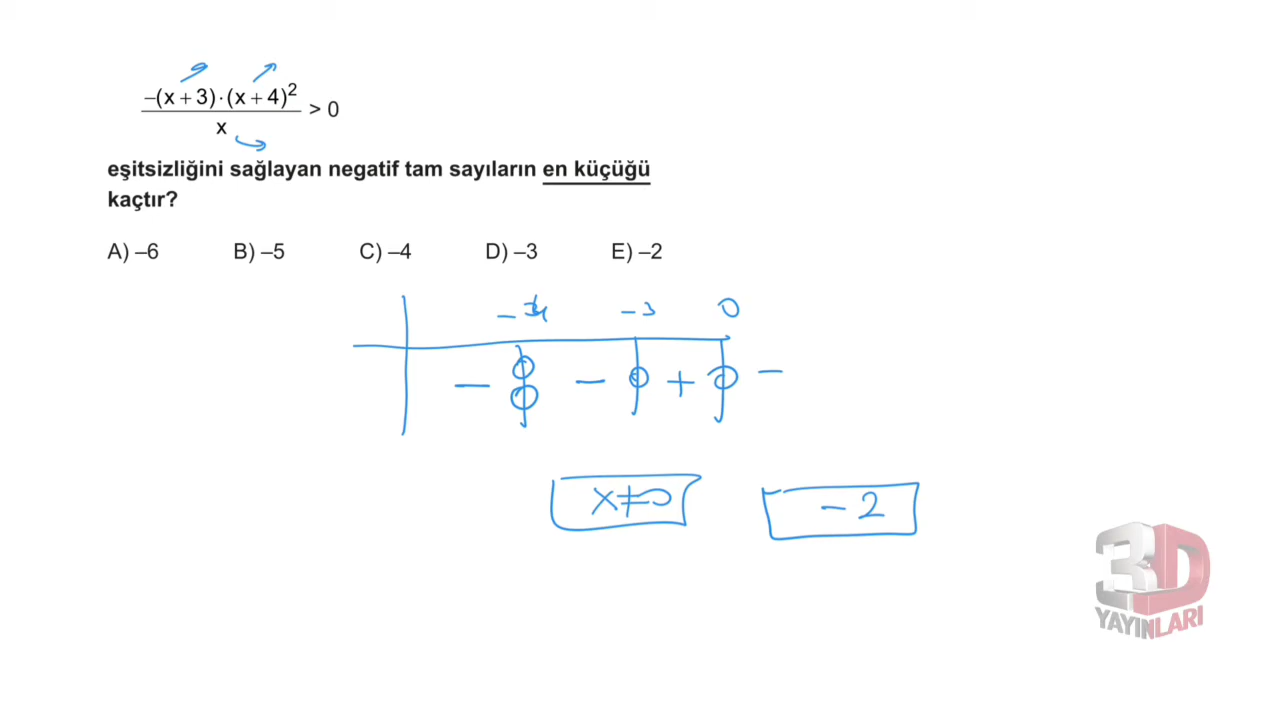 –(x + 3) · (x + 4)²
x
> 0
eşitsizliğini sağlayan negatif tam sayıların en küçüğü
kaçtır?
A) –6 B) –5 C) –4 D) –3 E) –2
–4 –3 0
– – + –
x≠0 –2
3D
YAYINLARI